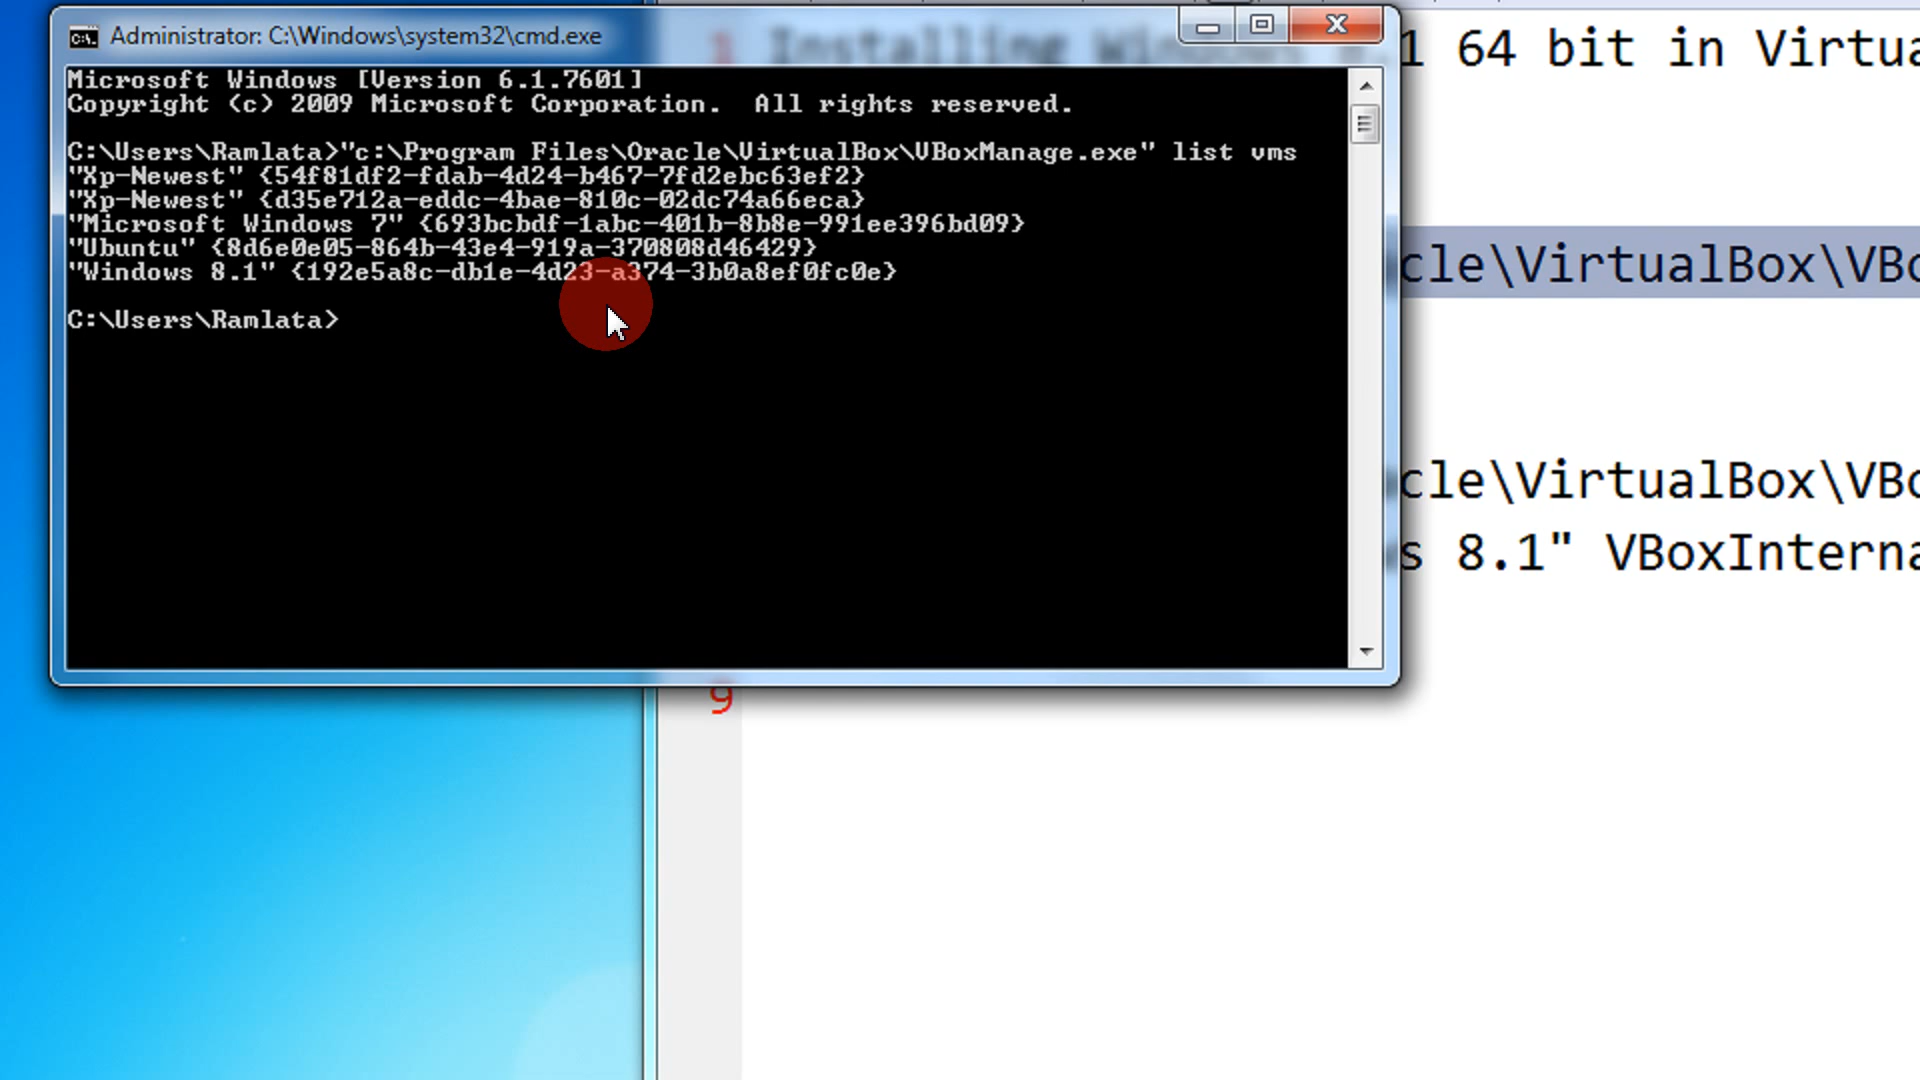 Administrator: C:\Windows\system32\cmd.exe
Microsoft Windows [Version 6.1.7601]
Copyright (c) 2009 Microsoft Corporation.  All rights reserved.
C:\Users\Ramlata>"c:\Program Files\Oracle\VirtualBox\VBoxManage.exe" list vms
"Xp-Newest" {54f81df2-fdab-4d24-b467-7fd2ebc63ef2}
"Xp-Newest" {d35e712a-eddc-4bae-810c-02dc74a66eca}
"Microsoft Windows 7" {693bcbdf-1abc-401b-8b8e-991ee396bd09}
"Ubuntu" {8d6e0e05-864b-43e4-919a-370808d46429}
"Windows 8.1" {192e5a8c-db1e-4d23-a374-3b0a8ef0fc0e}
C:\Users\Ramlata>
1 Installing Win 1 64 bit in Virtua
cle\VirtualBox\VBo
cle\VirtualBox\VBo
s 8.1" VBoxInterna
9